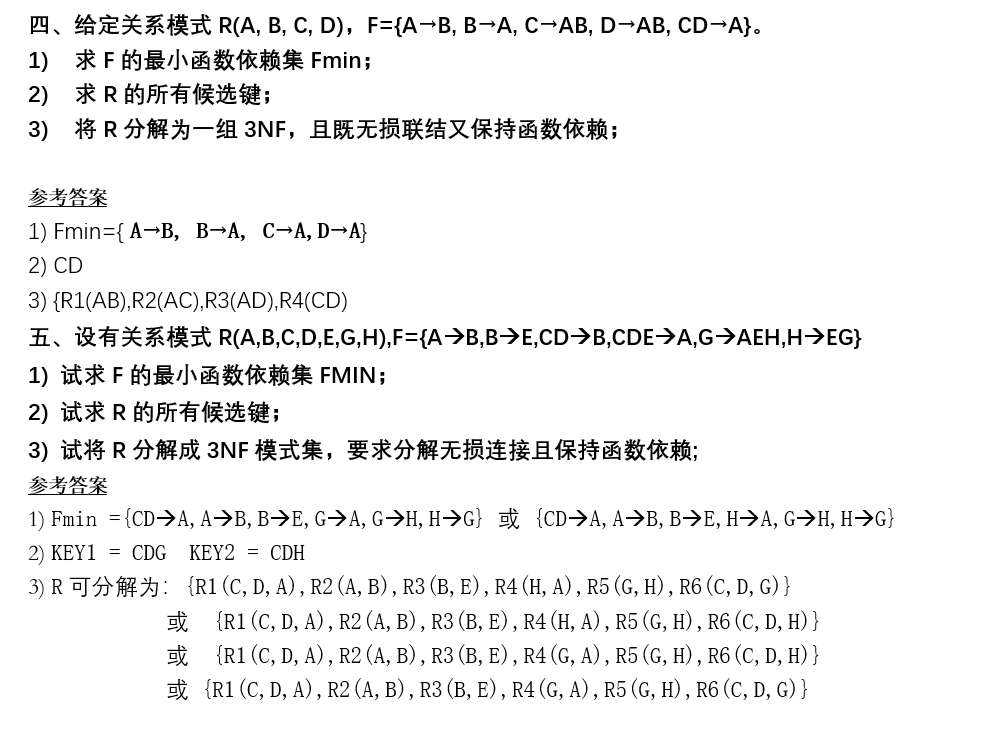 四、给定关系模式 R(A, B, C, D)，F={A→B, B→A, C→AB, D→AB, CD→A}。
1) 求 F 的最小函数依赖集 Fmin；
2) 求 R 的所有候选键；
3) 将 R 分解为一组 3NF，且既无损联结又保持函数依赖；
参考答案
1) Fmin={ A→B, B→A, C→A, D→A}
2) CD
3) {R1(AB),R2(AC),R3(AD),R4(CD)
五、设有关系模式 R(A,B,C,D,E,G,H),F={A→B,B→E,CD→B,CDE→A,G→AEH,H→EG}
1) 试求 F 的最小函数依赖集 FMIN；
2) 试求 R 的所有候选键；
3) 试将 R 分解成 3NF 模式集，要求分解无损连接且保持函数依赖;
参考答案
1) Fmin ={CD→A, A→B, B→E, G→A, G→H, H→G} 或 {CD→A, A→B, B→E, H→A, G→H, H→G}
2) KEY1 = CDG KEY2 = CDH
3) R 可分解为: {R1(C, D, A), R2(A, B), R3(B, E), R4(H, A), R5(G, H), R6(C, D, G)}
或 {R1(C, D, A), R2(A, B), R3(B, E), R4(H, A), R5(G, H), R6(C, D, H)}
或 {R1(C, D, A), R2(A, B), R3(B, E), R4(G, A), R5(G, H), R6(C, D, H)}
或 {R1(C, D, A), R2(A, B), R3(B, E), R4(G, A), R5(G, H), R6(C, D, G)}